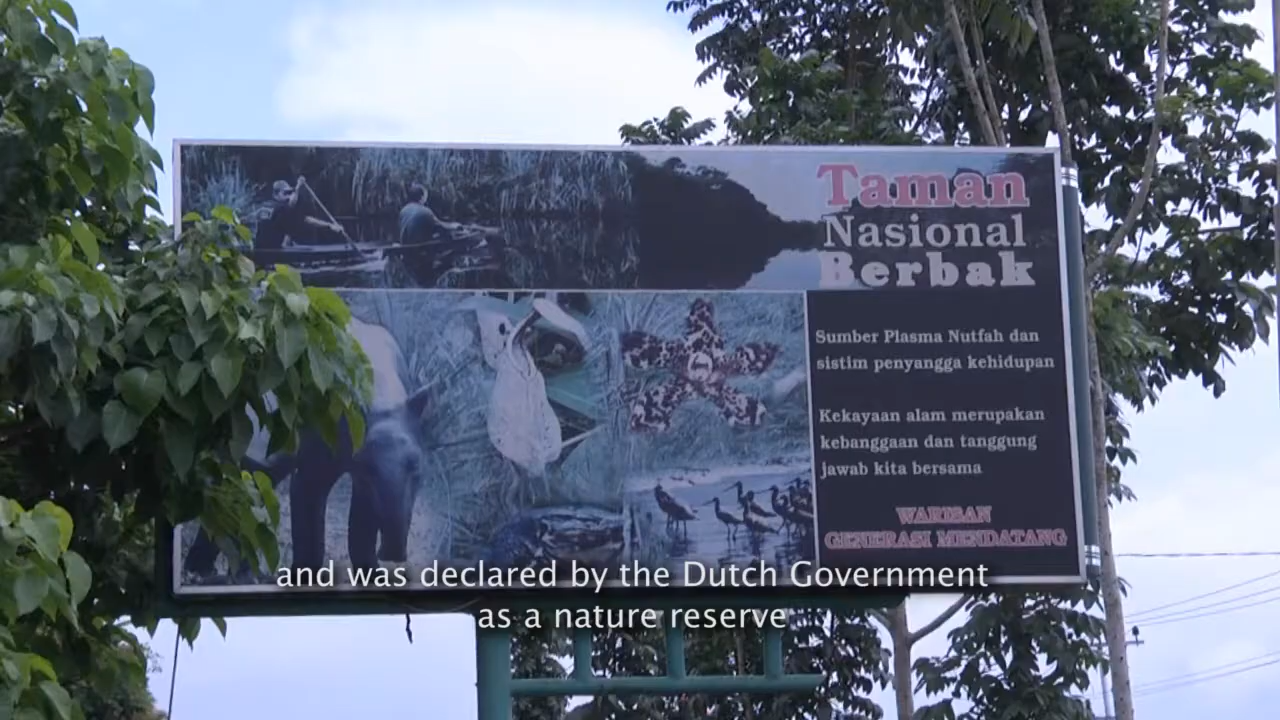 Taman
Nasional
Berbak
Sumber Plasma Nutfah dan
sistim penyangga kehidupan
Kekayaan alam merupakan
kebanggaan dan tanggung
jawab kita bersama
WARISAN
GENERASI MENDATANG
and was declared by the Dutch Government
as a nature reserve